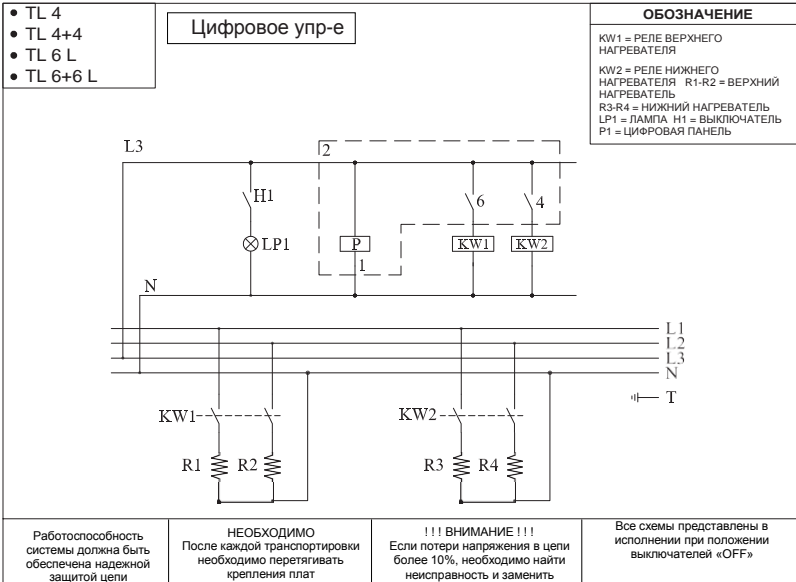 • TL 4
• TL 4+4
• TL 6 L
• TL 6+6 L
Цифровое упр-е
ОБОЗНАЧЕНИЕ
KW1 = РЕЛЕ ВЕРХНЕГО
НАГРЕВАТЕЛЯ
KW2 = РЕЛЕ НИЖНЕГО
НАГРЕВАТЕЛЯ R1-R2 = ВЕРХНИЙ
НАГРЕВАТЕЛЬ
R3-R4 = НИЖНИЙ НАГРЕВАТЕЛЬ
LP1 = ЛАМПА H1 = ВЫКЛЮЧАТЕЛЬ
P1 = ЦИФРОВАЯ ПАНЕЛЬ
L3
2
H1
6
4
LP1
P
KW1
KW2
1
N
L1
L2
L3
N
T
KW1
KW2
R1
R2
R3
R4
Работоспособность
системы должна быть
обеспечена надежной
защитой цепи
НЕОБХОДИМО
После каждой транспортировки
необходимо перетягивать
крепления плат
! ! ! ВНИМАНИЕ ! ! !
Если потери напряжения в цепи
более 10%, необходимо найти
неисправность и заменить
Все схемы представлены в
исполнении при положении
выключателей «OFF»